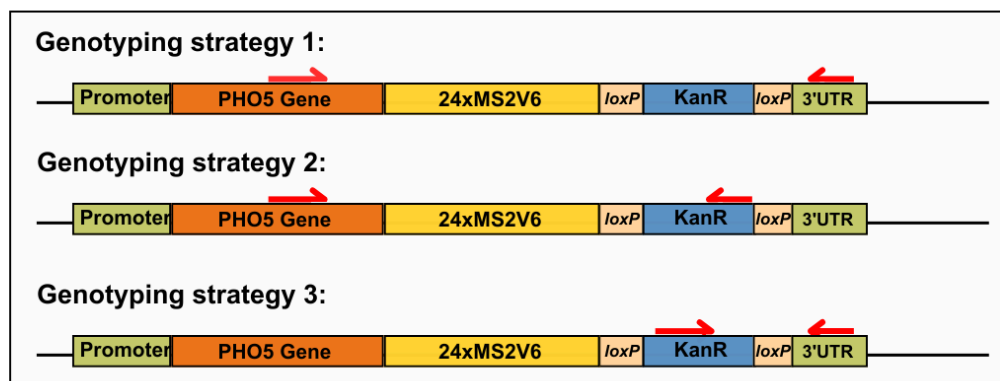 Genotyping strategy 1:
Promoter PHO5 Gene 24xMS2V6 loxP KanR loxP 3'UTR
Genotyping strategy 2:
Promoter PHO5 Gene 24xMS2V6 loxP KanR loxP 3'UTR
Genotyping strategy 3:
Promoter PHO5 Gene 24xMS2V6 loxP KanR loxP 3'UTR